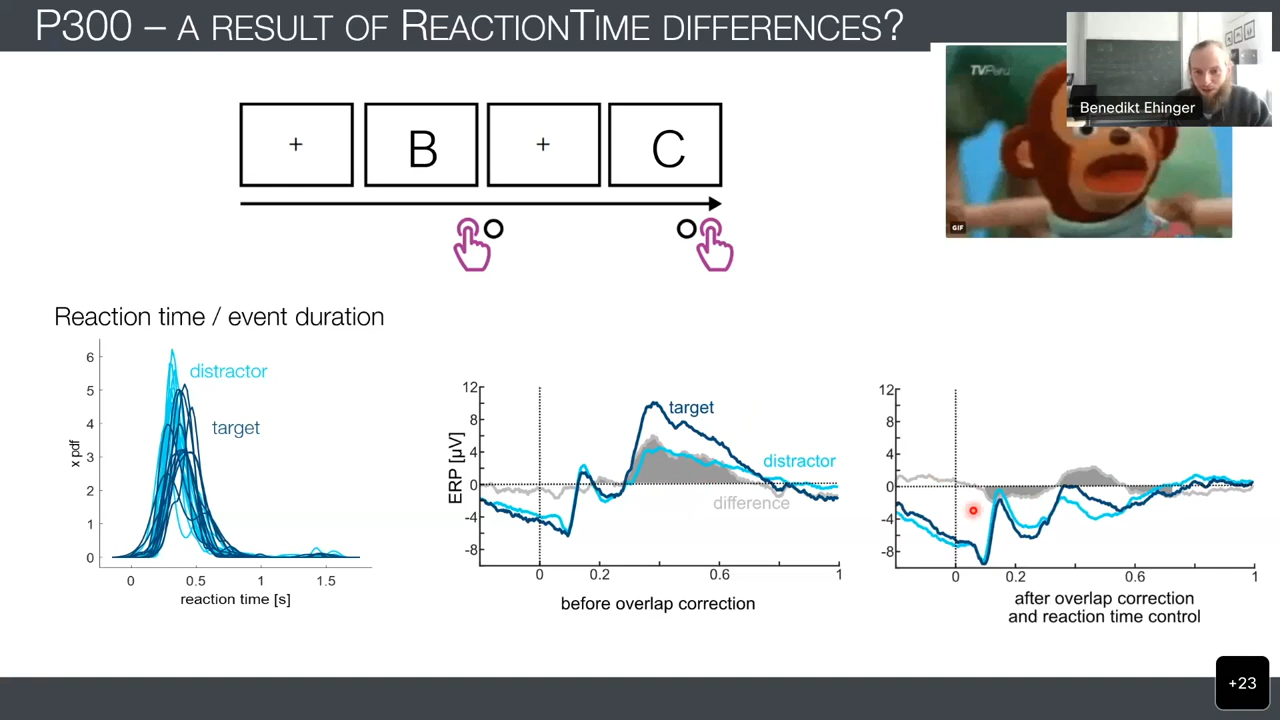 P300 – A RESULT OF REACTIONTIME DIFFERENCES?
TVPerú
Benedikt Ehinger
GIF
+ B + C
Reaction time / event duration
6
5
4
3
2
1
0
x pdf
distractor
target
0 0.5 1 1.5
reaction time [s]
12
8
4
0
-4
-8
ERP [µV]
target
distractor
difference
0 0.2 0.6 1
before overlap correction
12
8
4
0
-4
-8
0 0.2 0.6 1
after overlap correction
and reaction time control
+23